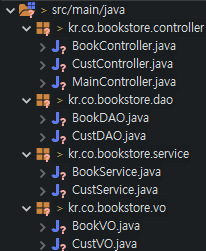 src/main/java
kr.co.bookstore.controller
BookController.java
CustController.java
MainController.java
kr.co.bookstore.dao
BookDAO.java
CustDAO.java
kr.co.bookstore.service
BookService.java
CustService.java
kr.co.bookstore.vo
BookVO.java
CustVO.java